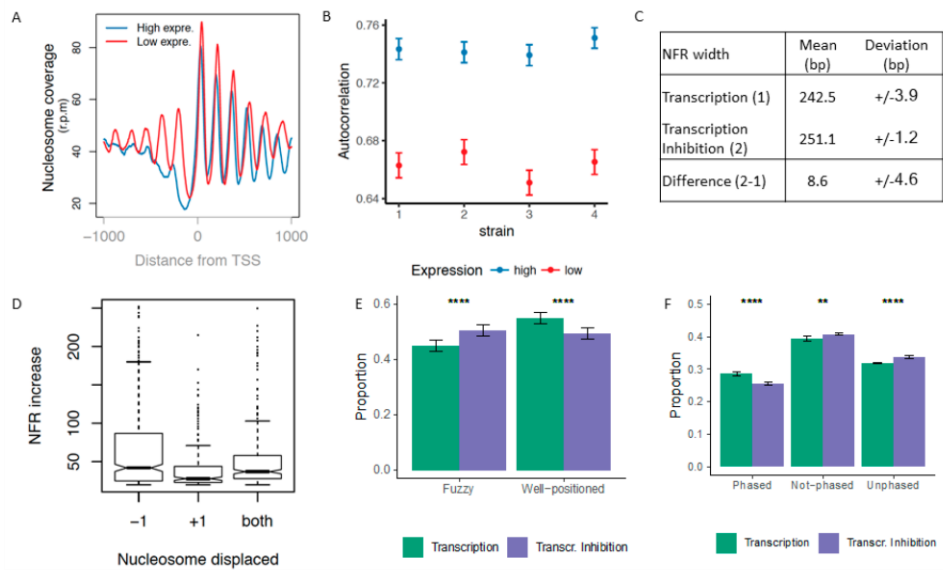 A
High expre.
Low expre.
Nucleosome coverage
(r.p.m)
80
60
40
20
−1000
0
1000
Distance from TSS
B
Autocorrelation
0.76
0.72
0.68
0.64
1
2
3
4
strain
Expression
high
low
C
NFR width
Mean
(bp)
Deviation
(bp)
Transcription (1)
242.5
+/-3.9
Transcription
Inhibition (2)
251.1
+/-1.2
Difference (2-1)
8.6
+/-4.6
D
NFR increase
200
100
50
−1
+1
both
Nucleosome displaced
E
Proportion
0.6
0.4
0.2
0.0
****
****
Fuzzy
Well-positioned
Transcription
Transcr. Inhibition
F
Proportion
0.5
0.4
0.3
0.2
0.1
0.0
****
**
****
Phased
Not-phased
Unphased
Transcription
Transcr. Inhibition